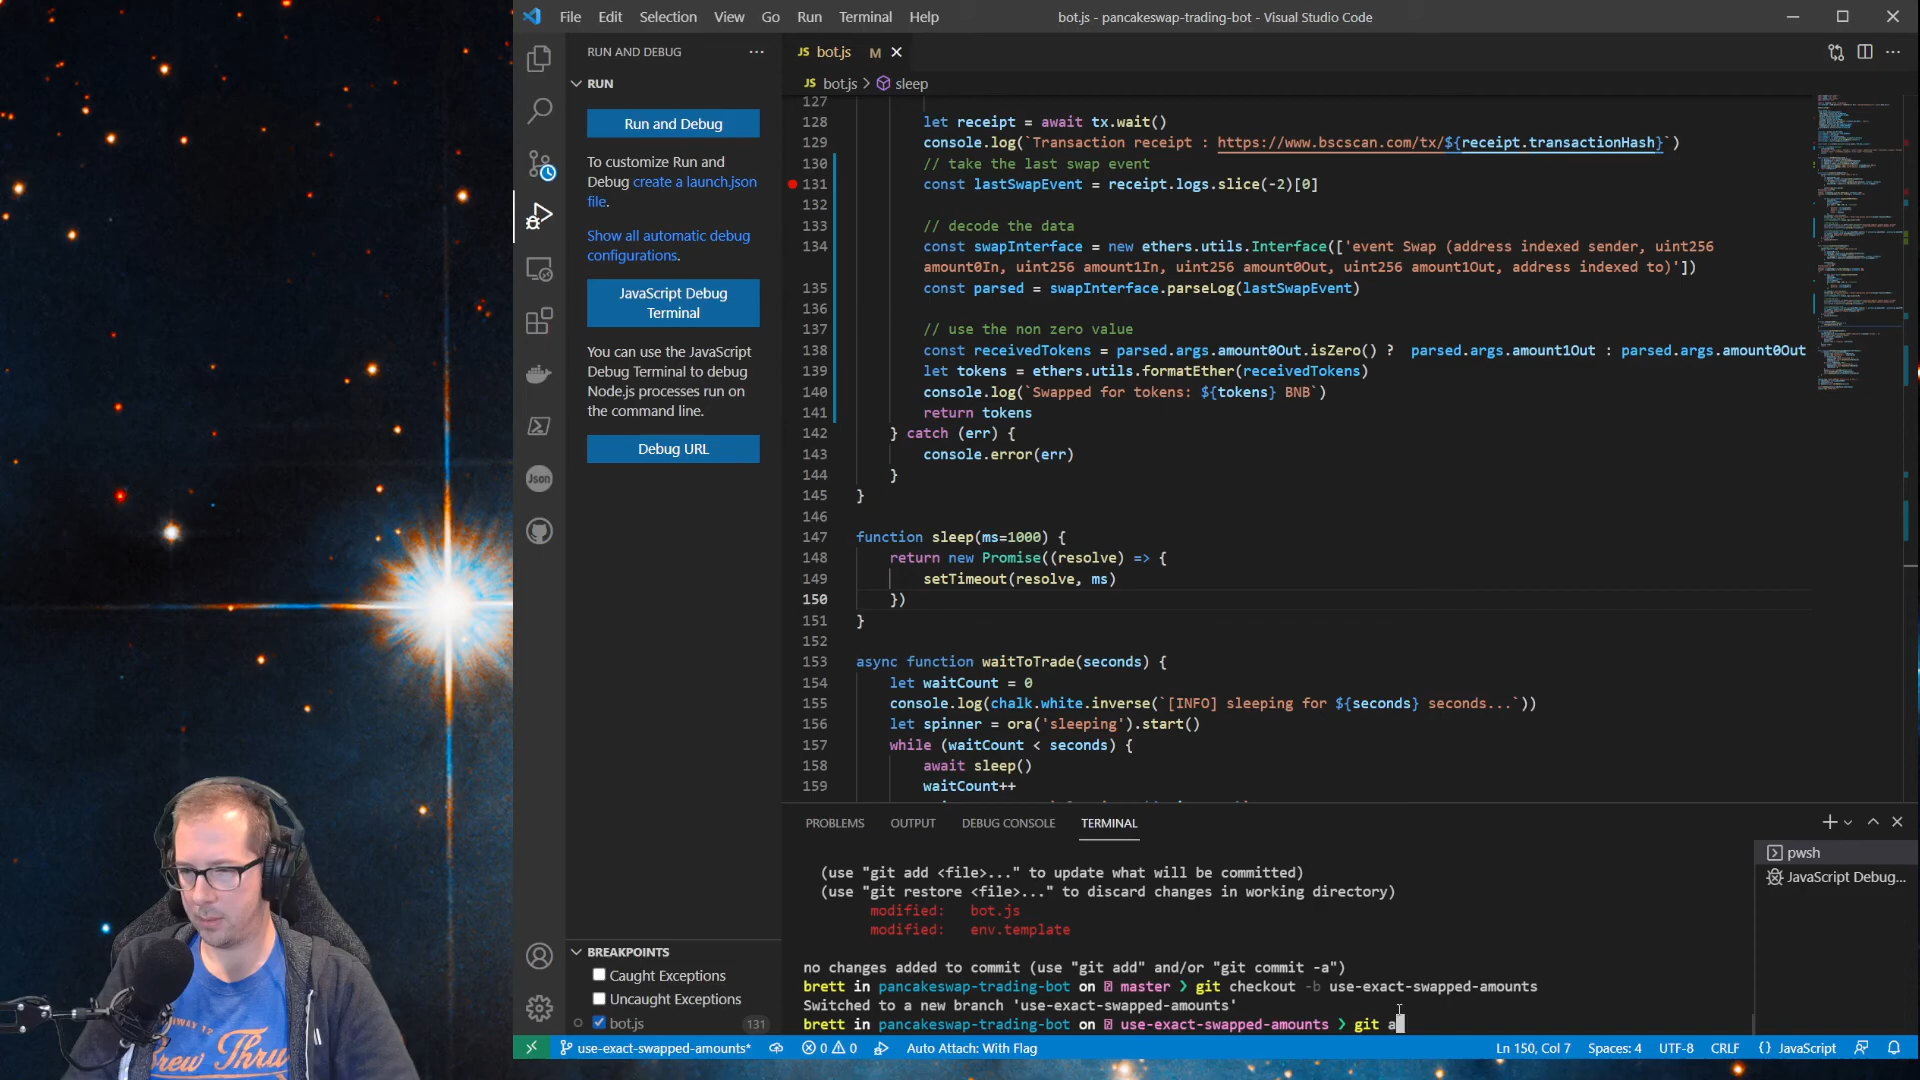 File Edit Selection View Go Run Terminal Help
bot.js - pancakeswap-trading-bot - Visual Studio Code
RUN AND DEBUG
JS bot.js M
RUN
JS bot.js > sleep
Run and Debug
To customize Run and
Debug create a launch.json
file.
Show all automatic debug
configurations.
JavaScript Debug
Terminal
You can use the JavaScript
Debug Terminal to debug
Node.js processes run on
the command line.
Debug URL
Json
127
128 let receipt = await tx.wait()
129 console.log(`Transaction receipt : https://www.bscscan.com/tx/${receipt.transactionHash}`)
130 // take the last swap event
131 const lastSwapEvent = receipt.logs.slice(-2)[0]
132
133 // decode the data
134 const swapInterface = new ethers.utils.Interface(['event Swap (address indexed sender, uint256
amount0In, uint256 amount1In, uint256 amount0Out, uint256 amount1Out, address indexed to)'])
135 const parsed = swapInterface.parseLog(lastSwapEvent)
136
137 // use the non zero value
138 const receivedTokens = parsed.args.amount0Out.isZero() ? parsed.args.amount1Out : parsed.args.amount0Out
139 let tokens = ethers.utils.formatEther(receivedTokens)
140 console.log(`Swapped for tokens: ${tokens} BNB`)
141 return tokens
142 } catch (err) {
143 console.error(err)
144 }
145 }
146
147 function sleep(ms=1000) {
148 return new Promise((resolve) => {
149 setTimeout(resolve, ms)
150 })
151 }
152
153 async function waitToTrade(seconds) {
154 let waitCount = 0
155 console.log(chalk.white.inverse(`[INFO] sleeping for ${seconds} seconds...`))
156 let spinner = ora('sleeping').start()
157 while (waitCount < seconds) {
158 await sleep()
159 waitCount++
PROBLEMS OUTPUT DEBUG CONSOLE TERMINAL
pwsh
JavaScript Debug...
(use "git add <file>..." to update what will be committed)
(use "git restore <file>..." to discard changes in working directory)
modified: bot.js
modified: env.template
no changes added to commit (use "git add" and/or "git commit -a")
brett in pancakeswap-trading-bot on master > git checkout -b use-exact-swapped-amounts
Switched to a new branch 'use-exact-swapped-amounts'
brett in pancakeswap-trading-bot on use-exact-swapped-amounts > git a
BREAKPOINTS
Caught Exceptions
Uncaught Exceptions
bot.js 131
use-exact-swapped-amounts* 0 0 Auto Attach: With Flag Ln 150, Col 7 Spaces: 4 UTF-8 CRLF {} JavaScript